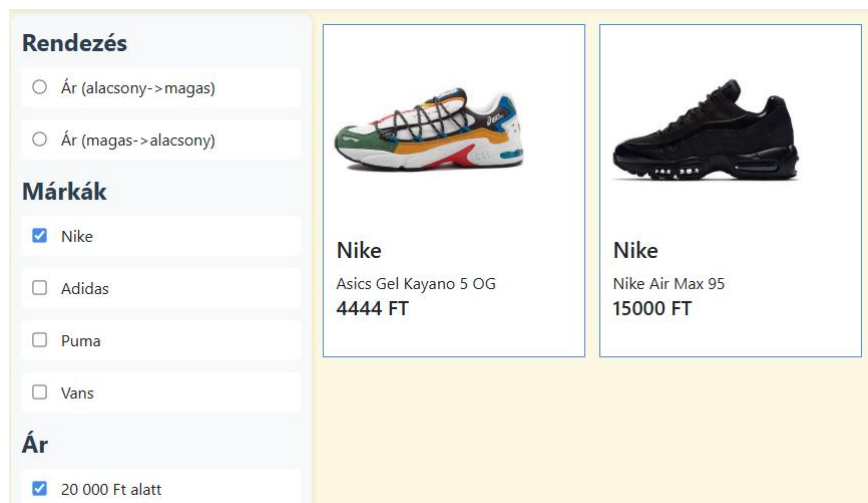 Rendezés
Ár (alacsony->magas)
Ár (magas->alacsony)
Márkák
Nike
Adidas
Puma
Vans
Ár
20 000 Ft alatt
Nike
Asics Gel Kayano 5 OG
4444 FT
Nike
Nike Air Max 95
15000 FT